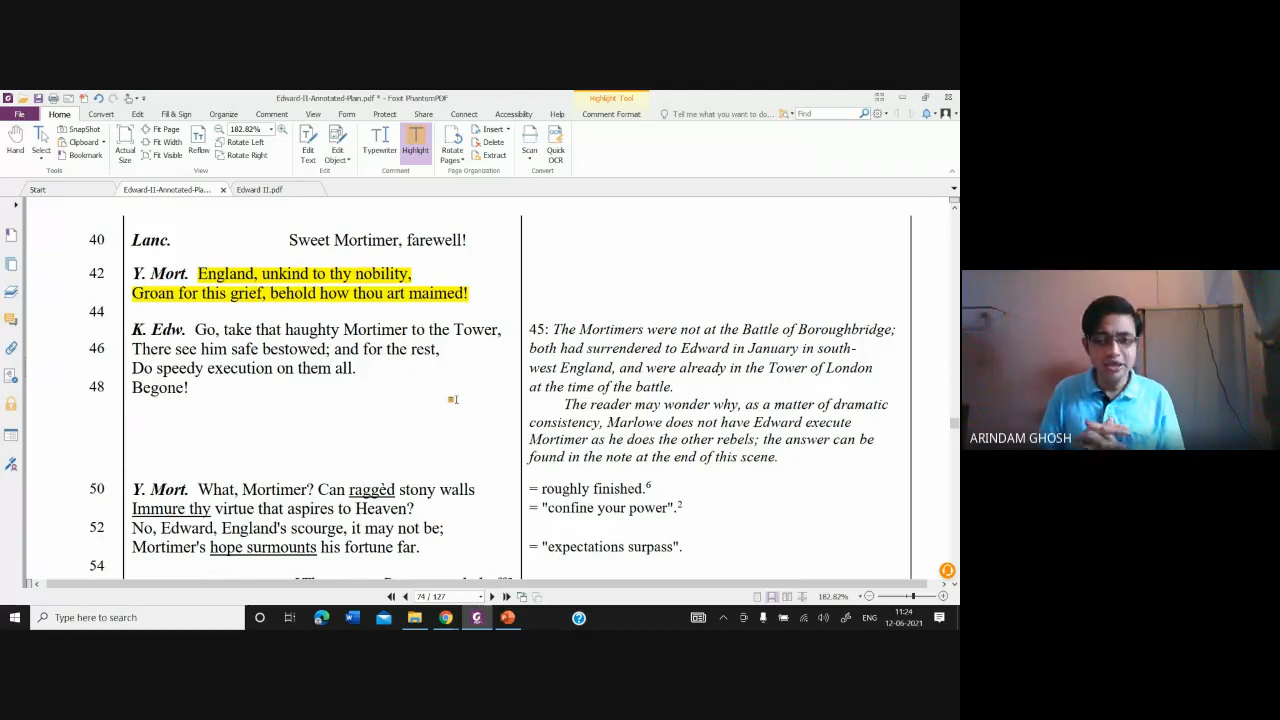 Edward-II-Annotated-Plain.pdf * - Foxit PhantomPDF
Highlight Tool
File Home Convert Edit Fill & Sign Organize Comment View Form Protect Share Connect Accessibility Help Comment Format Tell me what you want to do... Find
SnapShot Fit Page 182.82% Insert
Clipboard Fit Width Rotate Left Delete
Bookmark Fit Visible Rotate Right Extract
Hand Select Actual Size Reflow Edit Text Edit Object Typewriter Highlight Rotate Pages Scan Quick OCR
Tools View Edit Comment Page Organization Convert
Start Edward-II-Annotated-Pla... Edward II.pdf
40 Lanc. Sweet Mortimer, farewell!
42 Y. Mort. England, unkind to thy nobility,
Groan for this grief, behold how thou art maimed!
44
K. Edw. Go, take that haughty Mortimer to the Tower,
46 There see him safe bestowed; and for the rest,
Do speedy execution on them all.
48 Begone!
45: The Mortimers were not at the Battle of Boroughbridge;
both had surrendered to Edward in January in south-
west England, and were already in the Tower of London
at the time of the battle.
The reader may wonder why, as a matter of dramatic
consistency, Marlowe does not have Edward execute
Mortimer as he does the other rebels; the answer can be
found in the note at the end of this scene.
50 Y. Mort. What, Mortimer? Can raggèd stony walls = roughly finished.⁶
Immure thy virtue that aspires to Heaven? = "confine your power".²
52 No, Edward, England's scourge, it may not be;
Mortimer's hope surmounts his fortune far. = "expectations surpass".
54
74 / 127 182.82%
Type here to search
ENG
11:24
12-06-2021
ARINDAM GHOSH